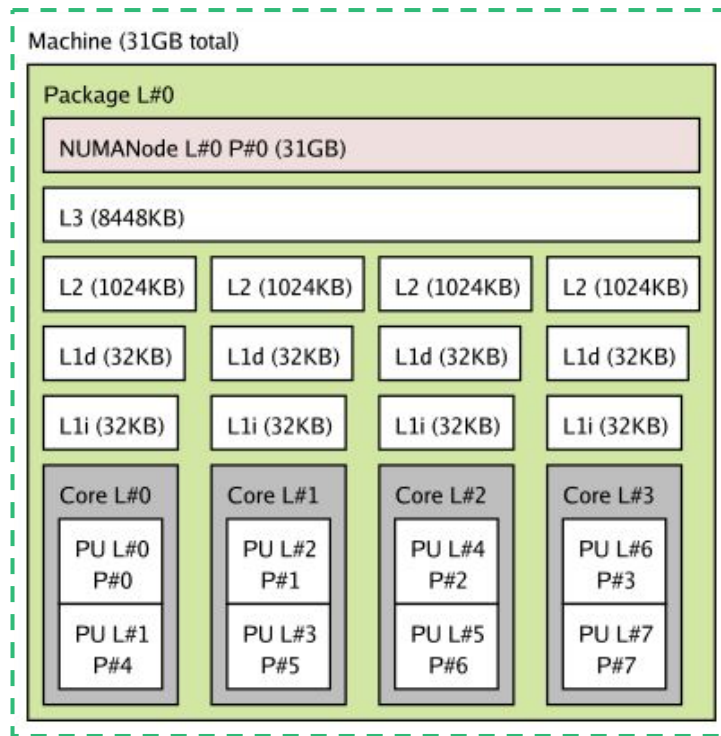 Machine (31GB total)
Package L#0
NUMANode L#0 P#0 (31GB)
L3 (8448KB)
L2 (1024KB) L2 (1024KB) L2 (1024KB) L2 (1024KB)
L1d (32KB) L1d (32KB) L1d (32KB) L1d (32KB)
L1i (32KB) L1i (32KB) L1i (32KB) L1i (32KB)
Core L#0 Core L#1 Core L#2 Core L#3
PU L#0 PU L#2 PU L#4 PU L#6
P#0 P#1 P#2 P#3
PU L#1 PU L#3 PU L#5 PU L#7
P#4 P#5 P#6 P#7